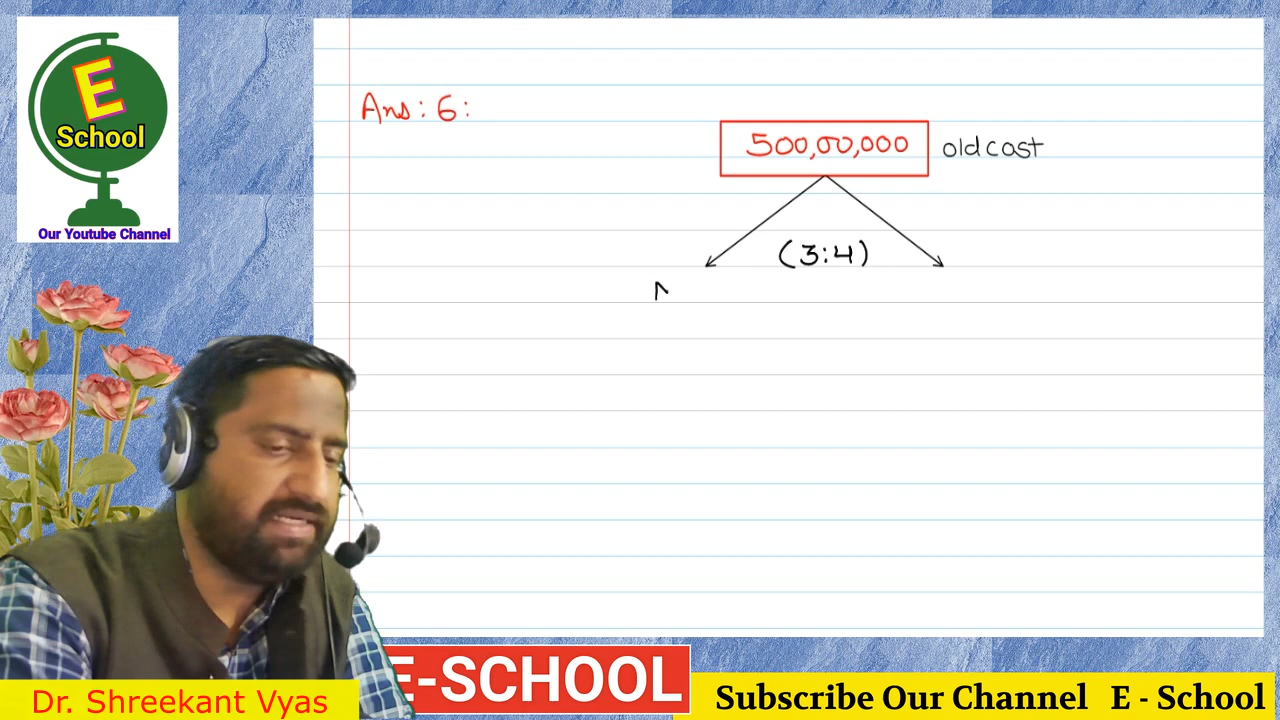 E
School
Our Youtube Channel
Ans: 6:
500,00,000 old cost
(3:4)
E-SCHOOL
Dr. Shreekant Vyas
Subscribe Our Channel E - School